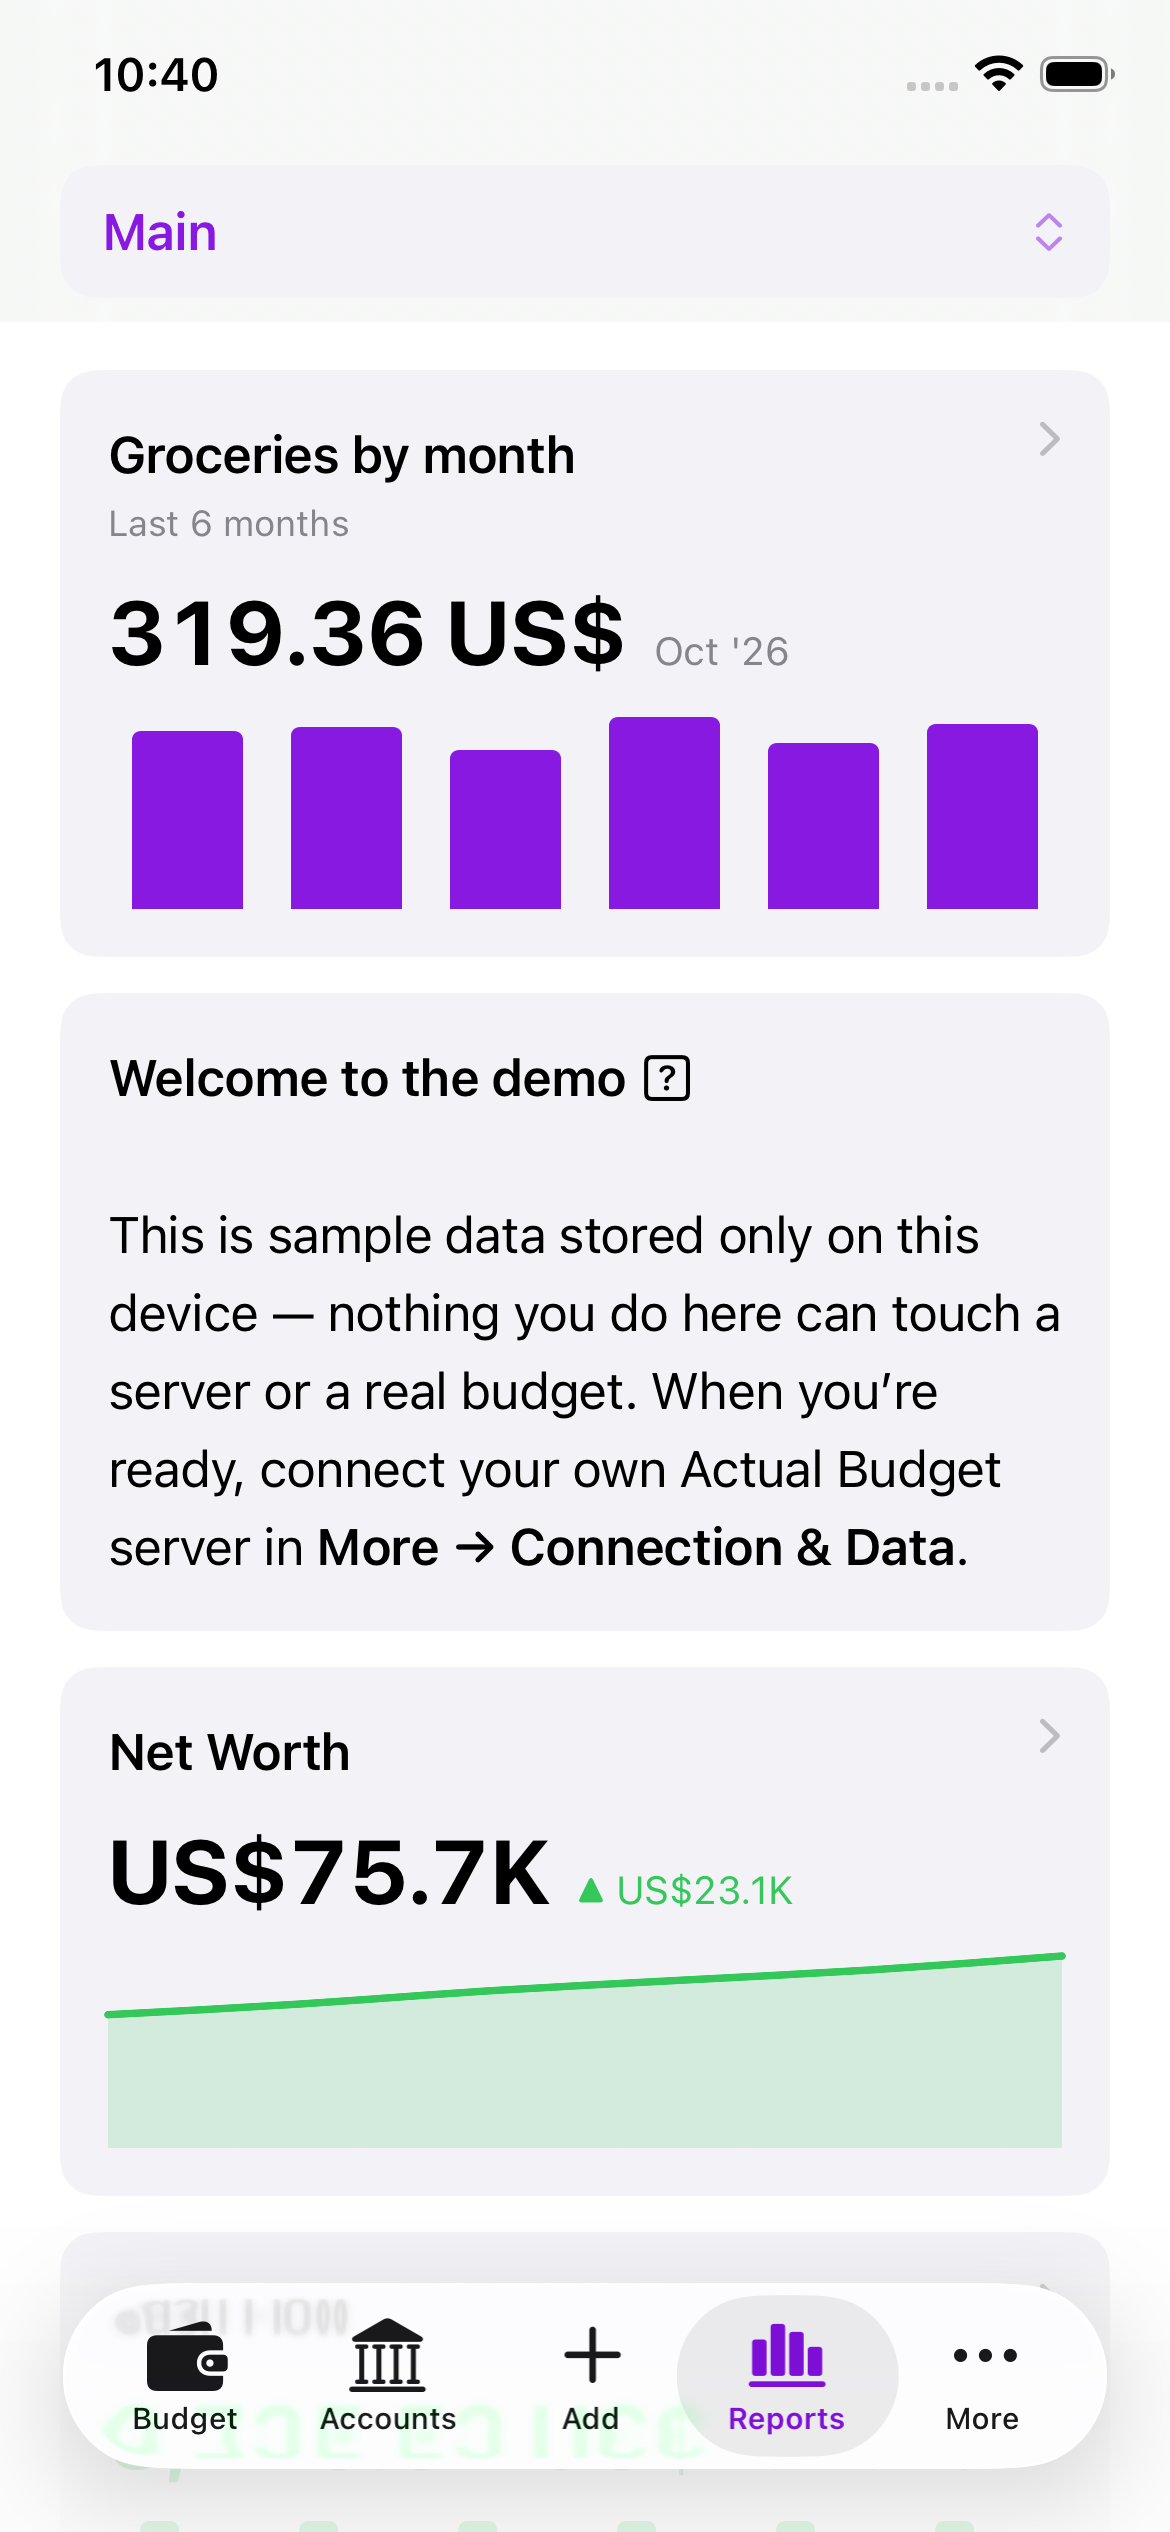 10:40
Main
Groceries by month
Last 6 months
319.36 US$ Oct '26
Welcome to the demo
This is sample data stored only on this
device — nothing you do here can touch a
server or a real budget. When you’re
ready, connect your own Actual Budget
server in More → Connection & Data.
Net Worth
US$75.7K ▲ US$23.1K
Budget Accounts Add Reports More